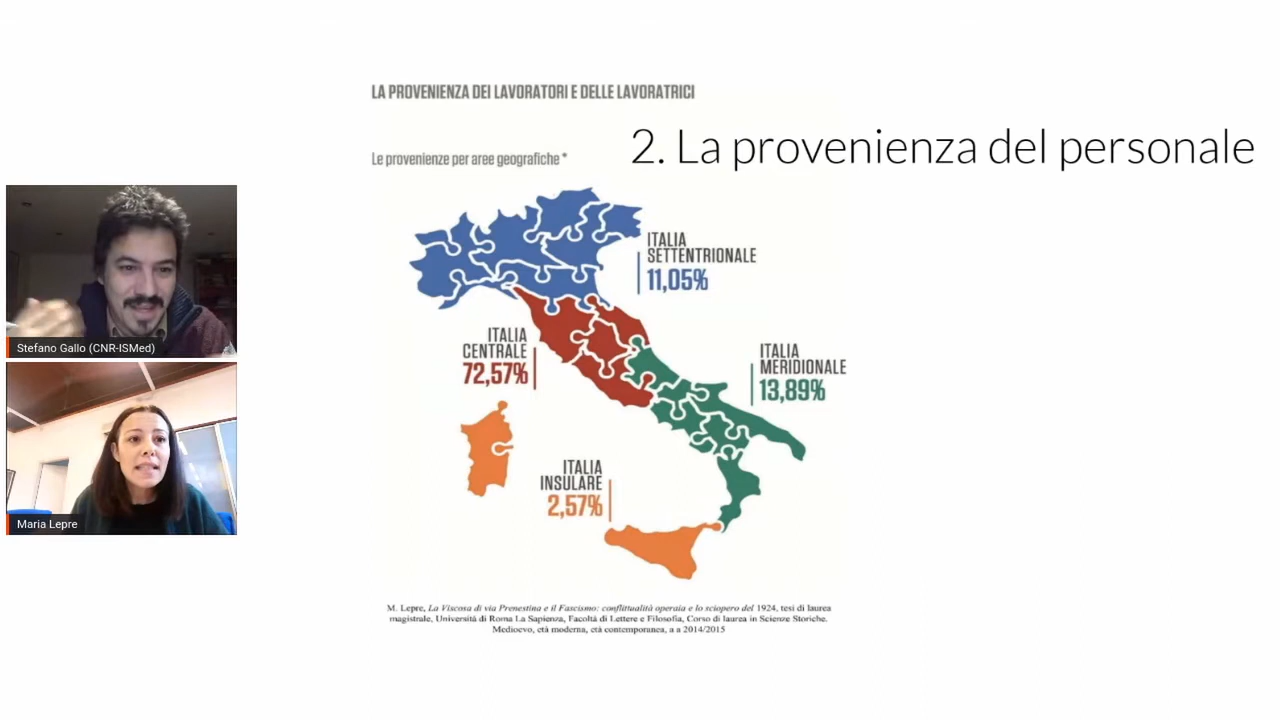 LA PROVENIENZA DEI LAVORATORI E DELLE LAVORATRICI
2. La provenienza del personale
Le provenienze per aree geografiche *
ITALIA
SETTENTRIONALE
11,05%
ITALIA
CENTRALE
72,57%
ITALIA
MERIDIONALE
13,89%
ITALIA
INSULARE
2,57%
Stefano Gallo (CNR-ISMed)
Maria Lepre
M. Lepre, La Viscosa di via Prenestina e il Fascismo: conflittualità operaia e lo sciopero del 1924, tesi di laurea
magistrale, Università di Roma La Sapienza, Facoltà di Lettere e Filosofia, Corso di laurea in Scienze Storiche.
Medioevo, età moderna, età contemporanea, a a 2014/2015